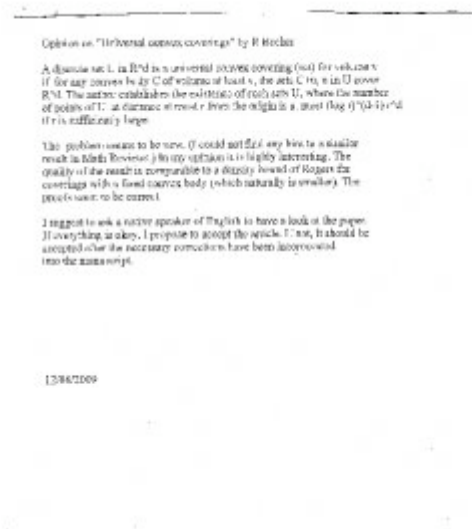 Opinion on "Universal convex coverings" by R
A discrete set U in R^d is a universal convex covering (set) for volume v
if for any convex body C of volume at least v, the sets C+u, u in U cover
R^d. The author establishes the existence of such sets U, where the number
of points of U at distance at most r from the origin is at most (log r)^(d-1) r^d
if r is sufficiently large.
The problem seems to be new. (I could not find any hint to a similar
result in Math Reviews.) In my opinion it is highly interesting. The
quality of the result is comparable to a density bound of Rogers for
coverings with a fixed convex body (which naturally is smaller). The
proofs seem to be correct.
I suggest to ask a native speaker of English to have a look at the paper.
If everything is okay, I propose to accept the article. If not, it should be
accepted after the necessary corrections have been incorporated
into the manuscript.
/2009